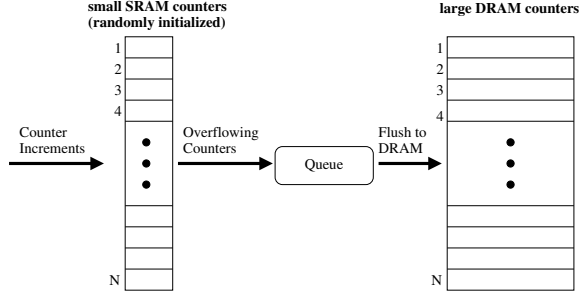 small SRAM counters
(randomly initialized)
large DRAM counters
1
2
3
4
N
Counter
Increments
Overflowing
Counters
Queue
Flush to
DRAM
1
2
3
4
N